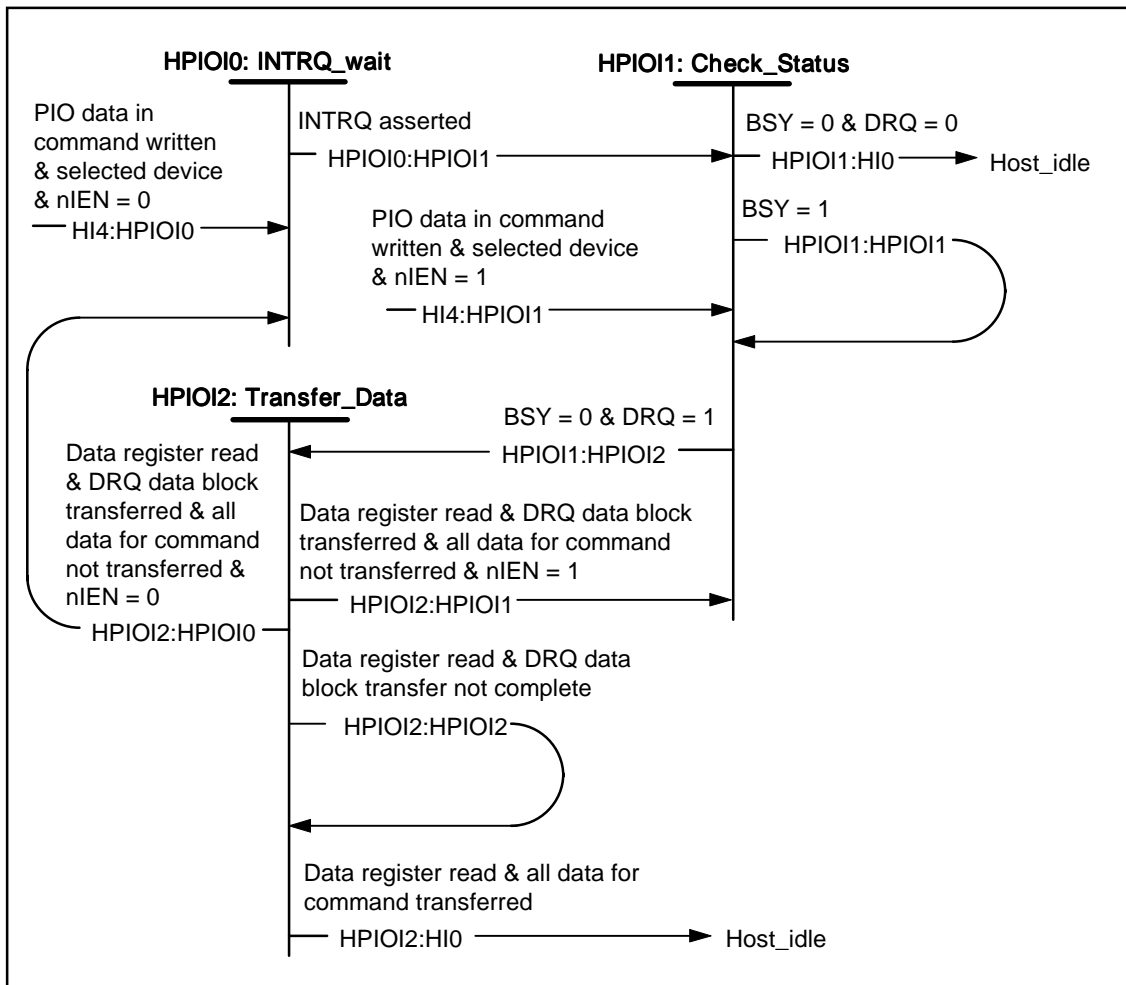 HPIOI0: INTRQ_wait
HPIOI1: Check_Status
PIO data in
command written
& selected device
& nIEN = 0
HI4:HPIOI0
INTRQ asserted
HPIOI0:HPIOI1
BSY = 0 & DRQ = 0
HPIOI1:HI0
Host_idle
BSY = 1
HPIOI1:HPIOI1
PIO data in command
written & selected device
& nIEN = 1
HI4:HPIOI1
HPIOI2: Transfer_Data
BSY = 0 & DRQ = 1
HPIOI1:HPIOI2
Data register read
& DRQ data block
transferred & all
data for command
not transferred &
nIEN = 0
HPIOI2:HPIOI0
Data register read & DRQ data block
transferred & all data for command
not transferred & nIEN = 1
HPIOI2:HPIOI1
Data register read & DRQ data
block transfer not complete
HPIOI2:HPIOI2
Data register read & all data for
command transferred
HPIOI2:HI0
Host_idle